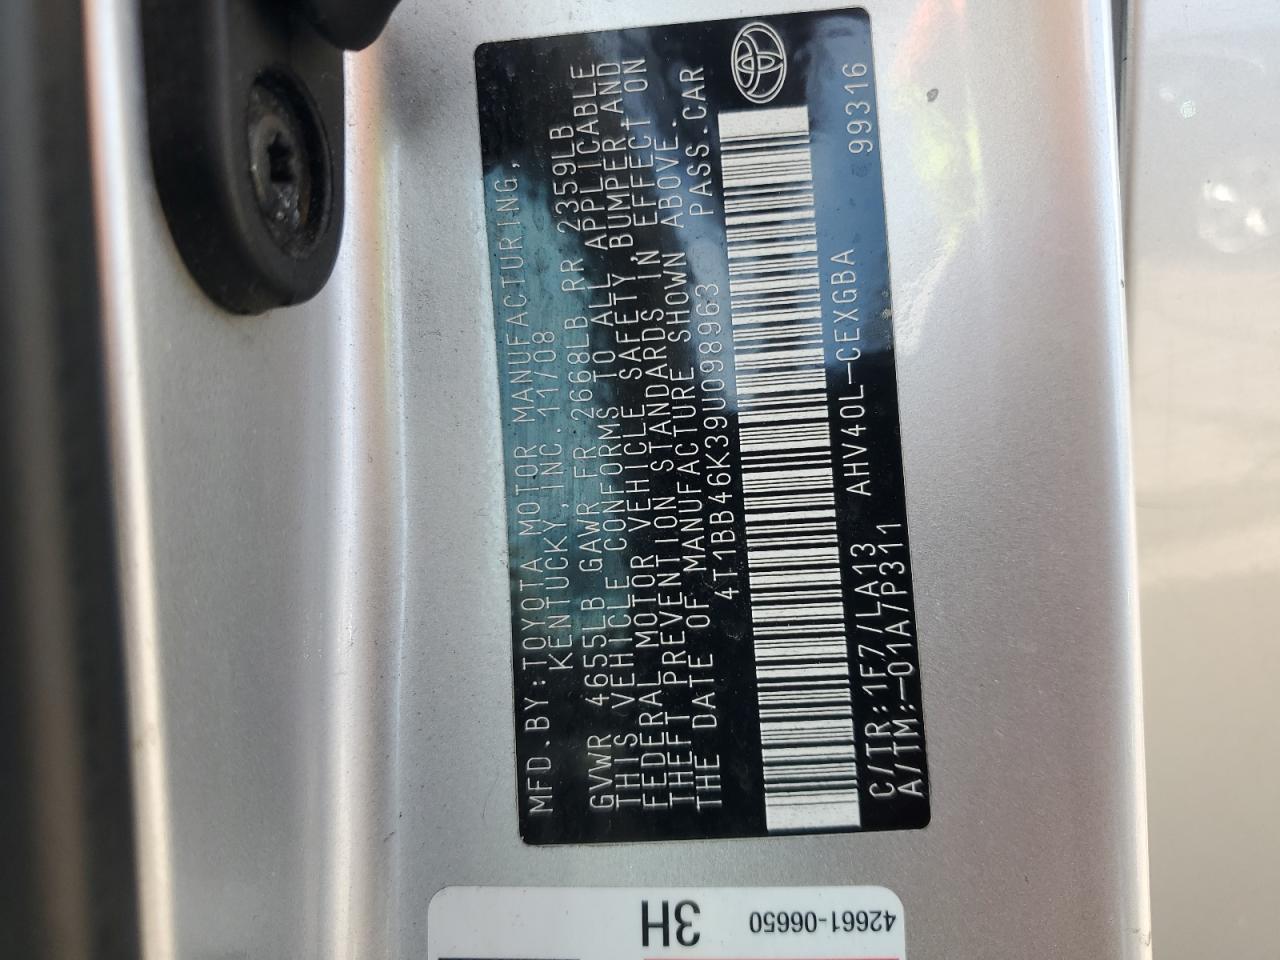 MFD.BY:TOYOTA MOTOR MANUFACTURING,
KENTUCKY,INC.11/08
GVWR 4655LB GAWR FR 2668LB RR 2359LB
THIS VEHICLE CONFORMS TO ALL APPLICABLE
FEDERAL MOTOR VEHICLE SAFETY,BUMPER,AND
THEFT PREVENTION STANDARDS IN EFFECT ON
THE DATE OF MANUFACTURE SHOWN ABOVE.
4T1BB46K39U098963 PASS.CAR
C/TR:1F7/LA13 AHV40L-CEXGBA 99316
A/TM:-01A/P311
42661-06650
3H